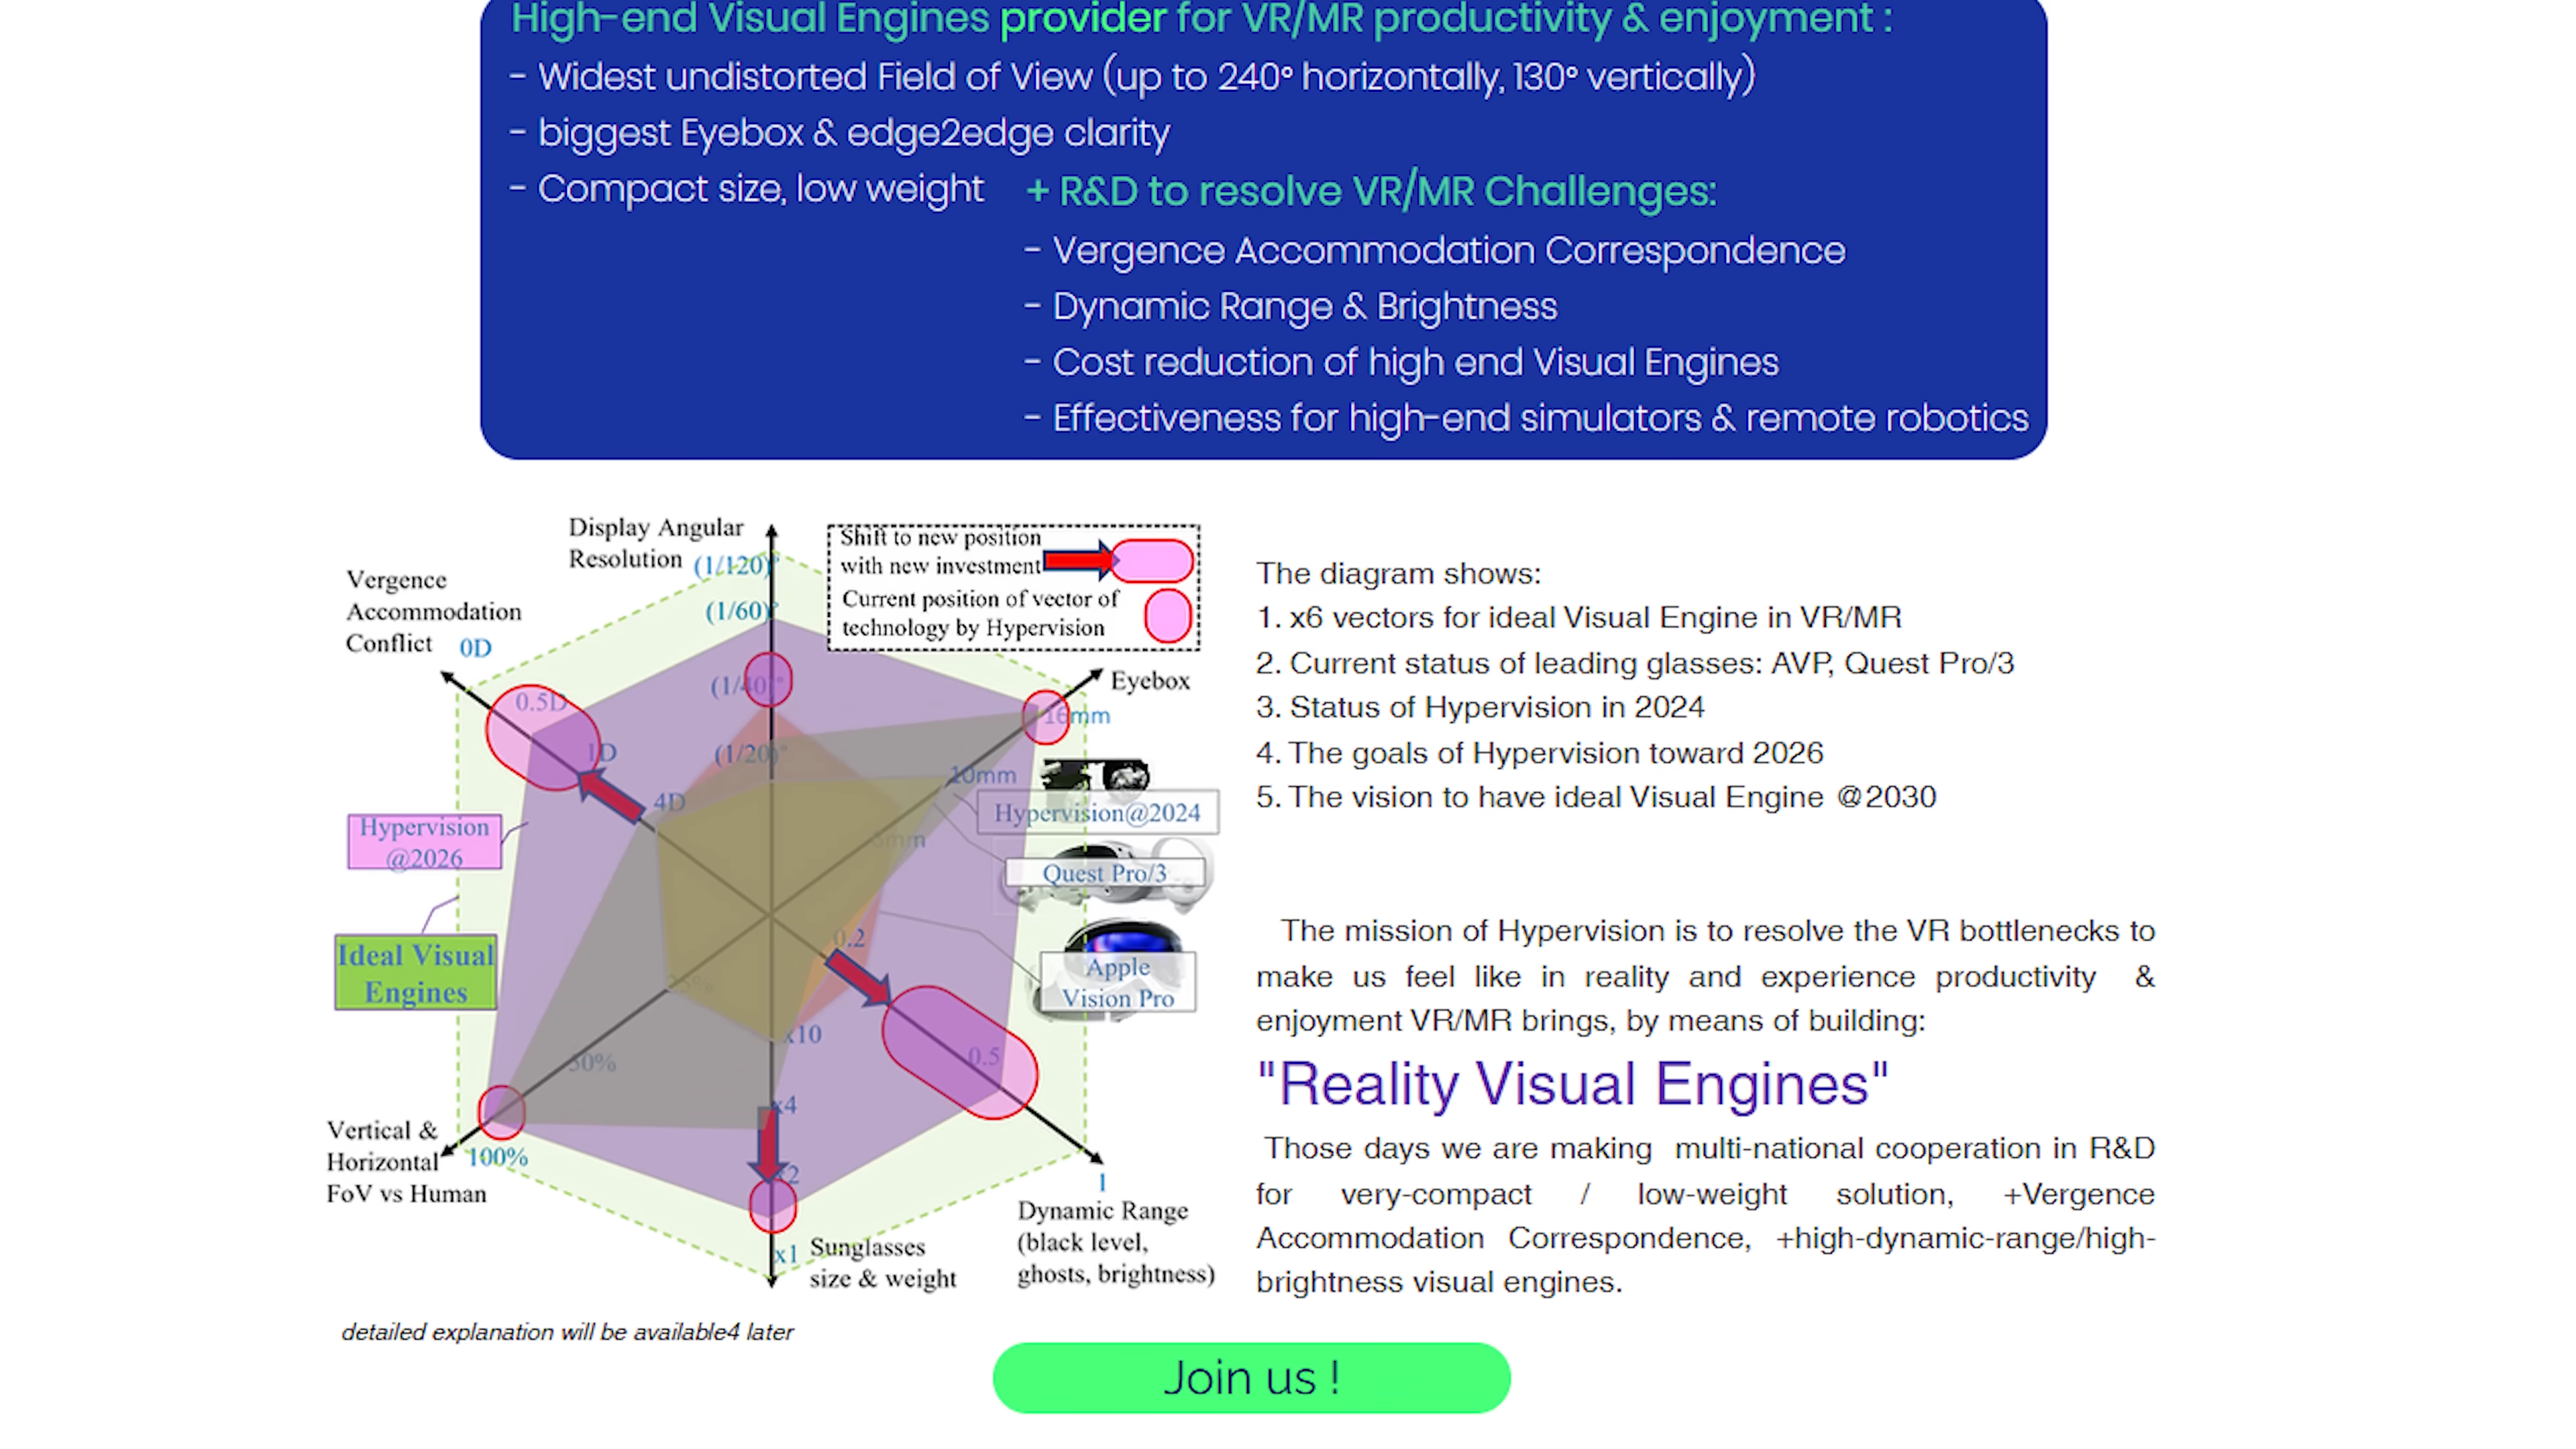 High-end Visual Engines provider for VR/MR productivity & enjoyment :
- Widest undistorted Field of View (up to 240° horizontally, 130° vertically)
- biggest Eyebox & edge2edge clarity
- Compact size, low weight
+ R&D to resolve VR/MR Challenges:
- Vergence Accommodation Correspondence
- Dynamic Range & Brightness
- Cost reduction of high end Visual Engines
- Effectiveness for high-end simulators & remote robotics
Display Angular
Resolution
(1/120)°
(1/60)°
(1/40)°
(1/20)°
Shift to new position
with new investment
Current position of vector of
technology by Hypervision
Vergence
Accommodation
Conflict
0D
0.5D
1D
4D
Eyebox
16mm
10mm
Hypervision@2024
Quest Pro/3
Apple
Vision Pro
Hypervision
@2026
Ideal Visual
Engines
0.2
0.5
1
25%
50%
100%
x10
x4
x2
x1
Vertical &
Horizontal
FoV vs Human
Sunglasses
size & weight
Dynamic Range
(black level,
ghosts, brightness)
detailed explanation will be available4 later
The diagram shows:
1. x6 vectors for ideal Visual Engine in VR/MR
2. Current status of leading glasses: AVP, Quest Pro/3
3. Status of Hypervision in 2024
4. The goals of Hypervision toward 2026
5. The vision to have ideal Visual Engine @2030
The mission of Hypervision is to resolve the VR bottlenecks to
make us feel like in reality and experience productivity &
enjoyment VR/MR brings, by means of building:
"Reality Visual Engines"
Those days we are making multi-national cooperation in R&D
for very-compact / low-weight solution, +Vergence
Accommodation Correspondence, +high-dynamic-range/high-
brightness visual engines.
Join us !